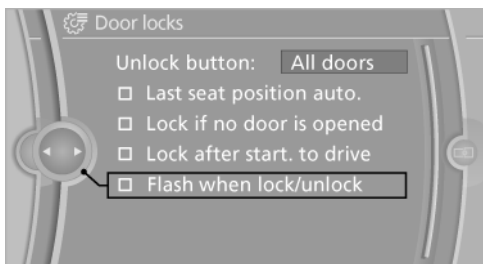 Door locks
Unlock button: All doors
Last seat position auto.
Lock if no door is opened
Lock after start. to drive
Flash when lock/unlock